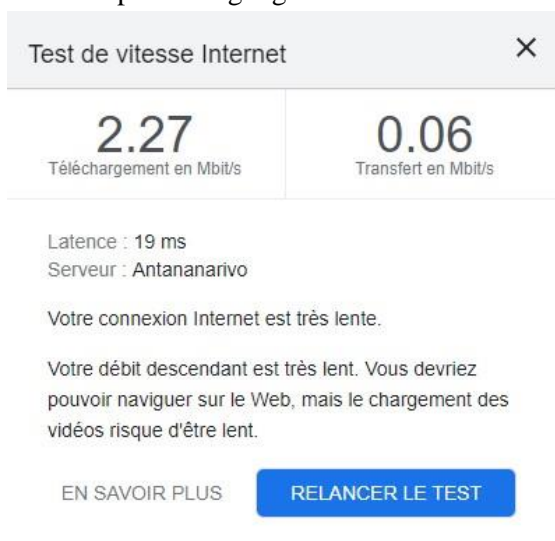 Test de vitesse Internet
2.27
Téléchargement en Mbit/s
0.06
Transfert en Mbit/s
Latence : 19 ms
Serveur : Antananarivo
Votre connexion Internet est très lente.
Votre débit descendant est très lent. Vous devriez
pouvoir naviguer sur le Web, mais le chargement des
vidéos risque d'être lent.
EN SAVOIR PLUS
RELANCER LE TEST